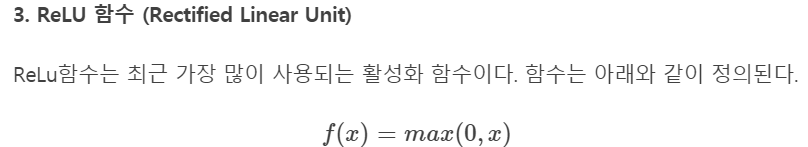 3. ReLU 함수 (Rectified Linear Unit)
ReLu함수는 최근 가장 많이 사용되는 활성화 함수이다. 함수는 아래와 같이 정의된다.
f(x) = max(0, x)